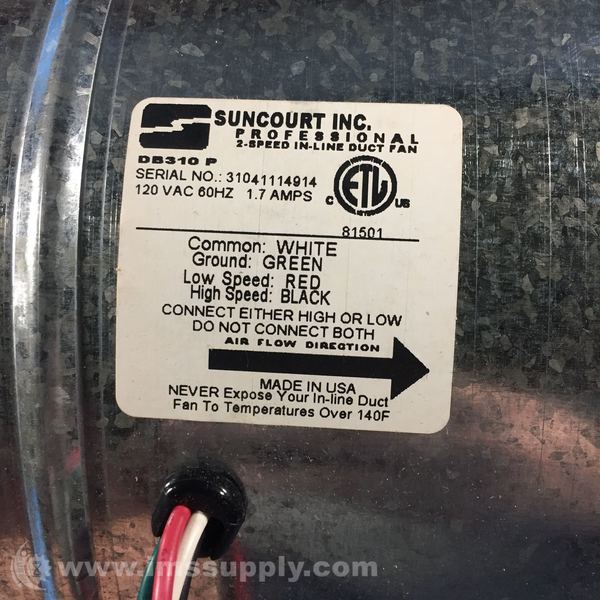 SUNCOURT INC.
PROFESSIONAL
2-SPEED IN-LINE DUCT FAN
DB310 P
SERIAL NO.: 31041114914
120 VAC 60HZ 1.7 AMPS
C ETL US
81501
Common: WHITE
Ground: GREEN
Low Speed: RED
High Speed: BLACK
CONNECT EITHER HIGH OR LOW
DO NOT CONNECT BOTH
AIR FLOW DIRECTION
MADE IN USA
NEVER Expose Your In-line Duct
Fan To Temperatures Over 140F
© www.imssupply.com